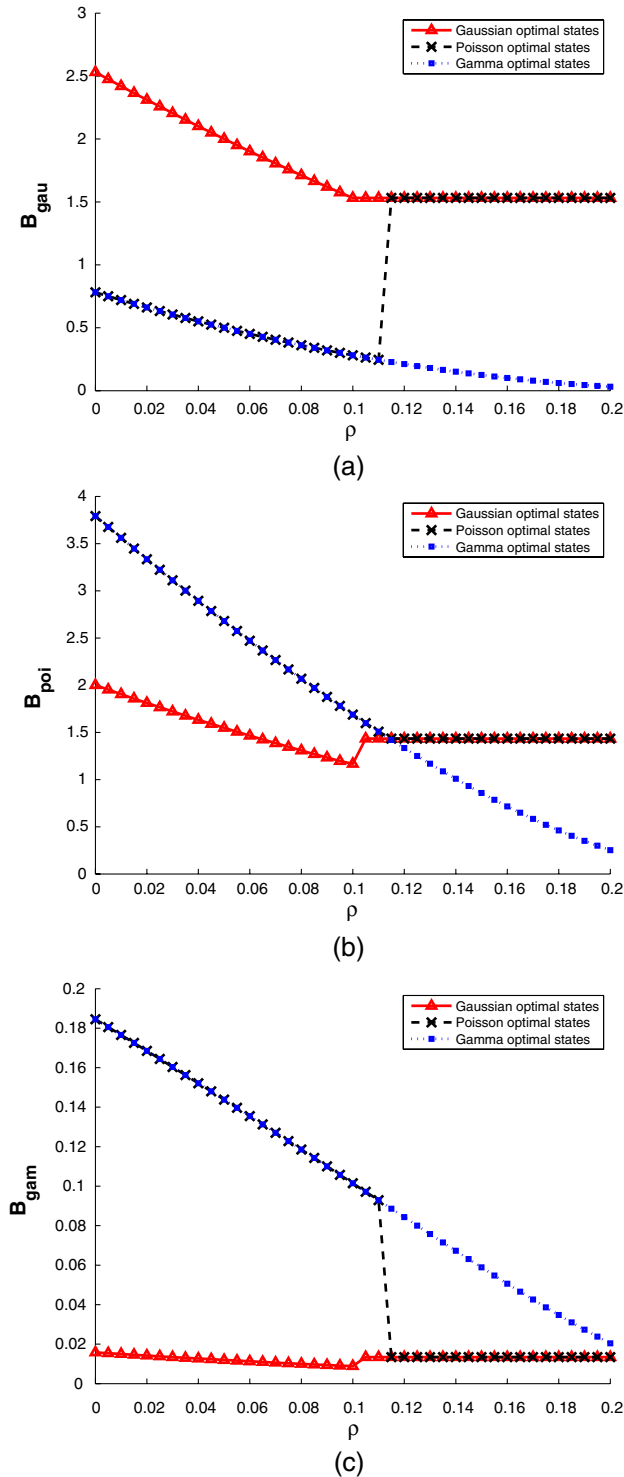 3
2.5
2
1.5
1
0.5
0
B_gau
Gaussian optimal states
Poisson optimal states
Gamma optimal states
0 0.02 0.04 0.06 0.08 0.1 0.12 0.14 0.16 0.18 0.2
ρ
(a)
4
3.5
3
2.5
2
1.5
1
0.5
0
B_poi
Gaussian optimal states
Poisson optimal states
Gamma optimal states
0 0.02 0.04 0.06 0.08 0.1 0.12 0.14 0.16 0.18 0.2
ρ
(b)
0.2
0.18
0.16
0.14
0.12
0.1
0.08
0.06
0.04
0.02
0
B_gam
Gaussian optimal states
Poisson optimal states
Gamma optimal states
0 0.02 0.04 0.06 0.08 0.1 0.12 0.14 0.16 0.18 0.2
ρ
(c)